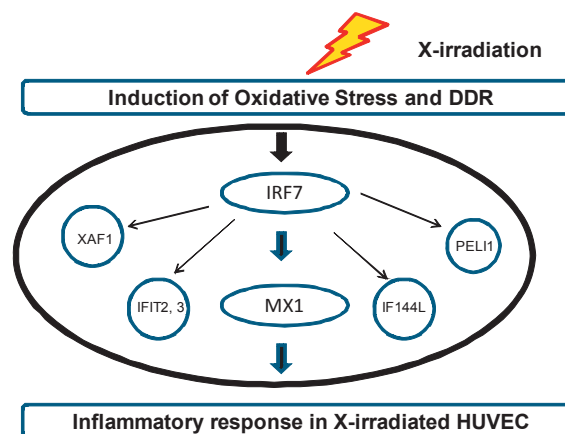 X-irradiation
Induction of Oxidative Stress and DDR
IRF7
XAF1
PELI1
IFIT2, 3
MX1
IF144L
Inflammatory response in X-irradiated HUVEC